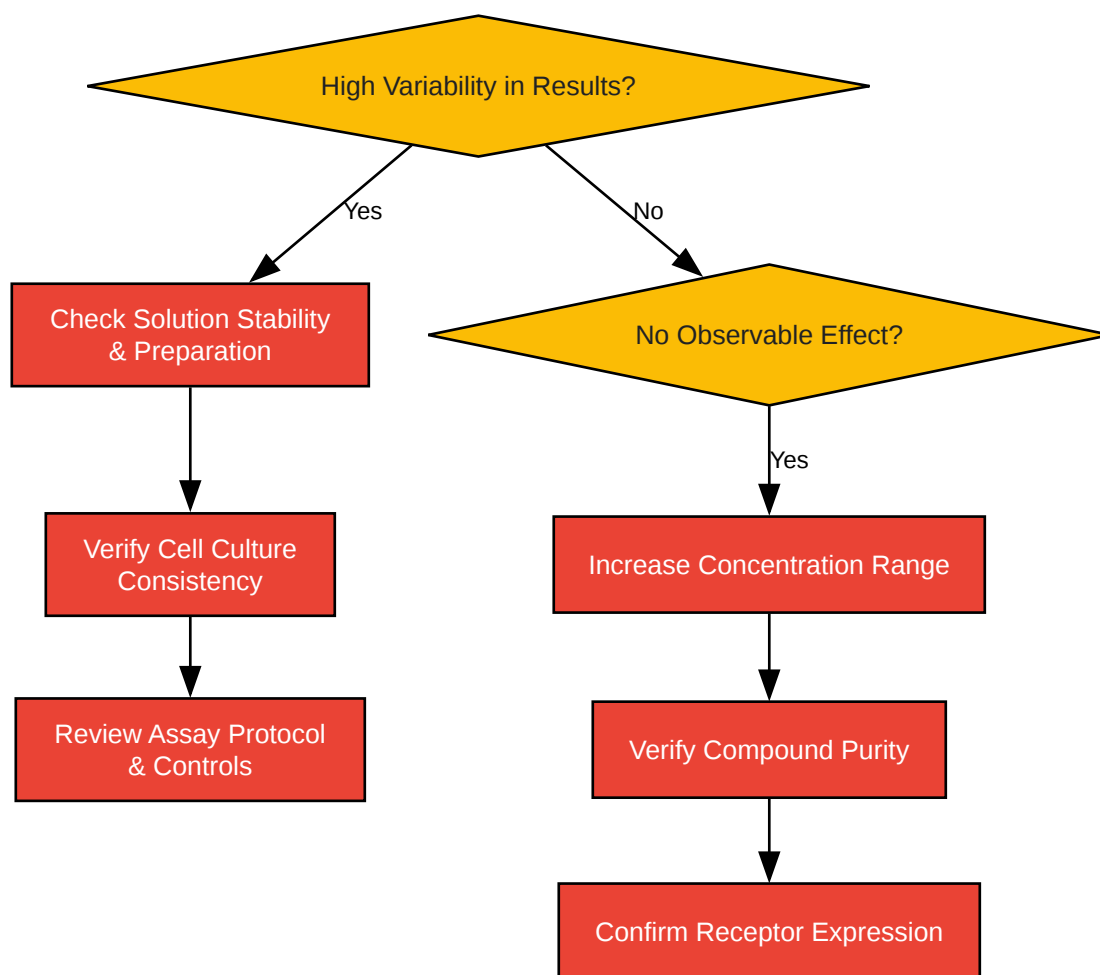 High Variability in Results?
Yes
No
Check Solution Stability
& Preparation
No Observable Effect?
Yes
Verify Cell Culture
Consistency
Increase Concentration Range
Review Assay Protocol
& Controls
Verify Compound Purity
Confirm Receptor Expression